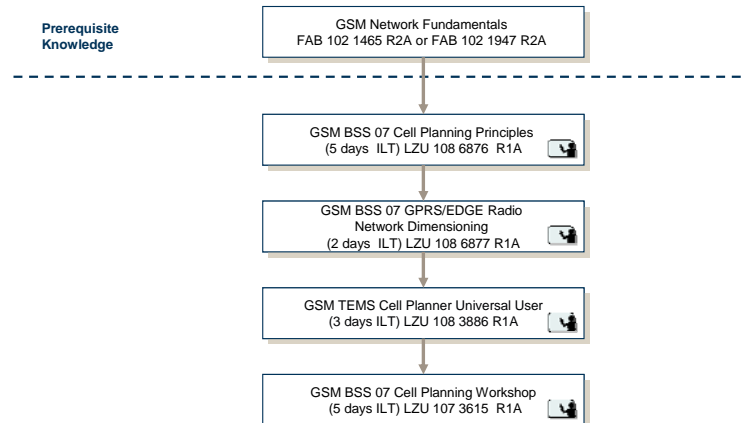 Prerequisite
Knowledge
GSM Network Fundamentals
FAB 102 1465 R2A or FAB 102 1947 R2A
GSM BSS 07 Cell Planning Principles
(5 days ILT) LZU 108 6876 R1A
GSM BSS 07 GPRS/EDGE Radio
Network Dimensioning
(2 days ILT) LZU 108 6877 R1A
GSM TEMS Cell Planner Universal User
(3 days ILT) LZU 108 3886 R1A
GSM BSS 07 Cell Planning Workshop
(5 days ILT) LZU 107 3615 R1A